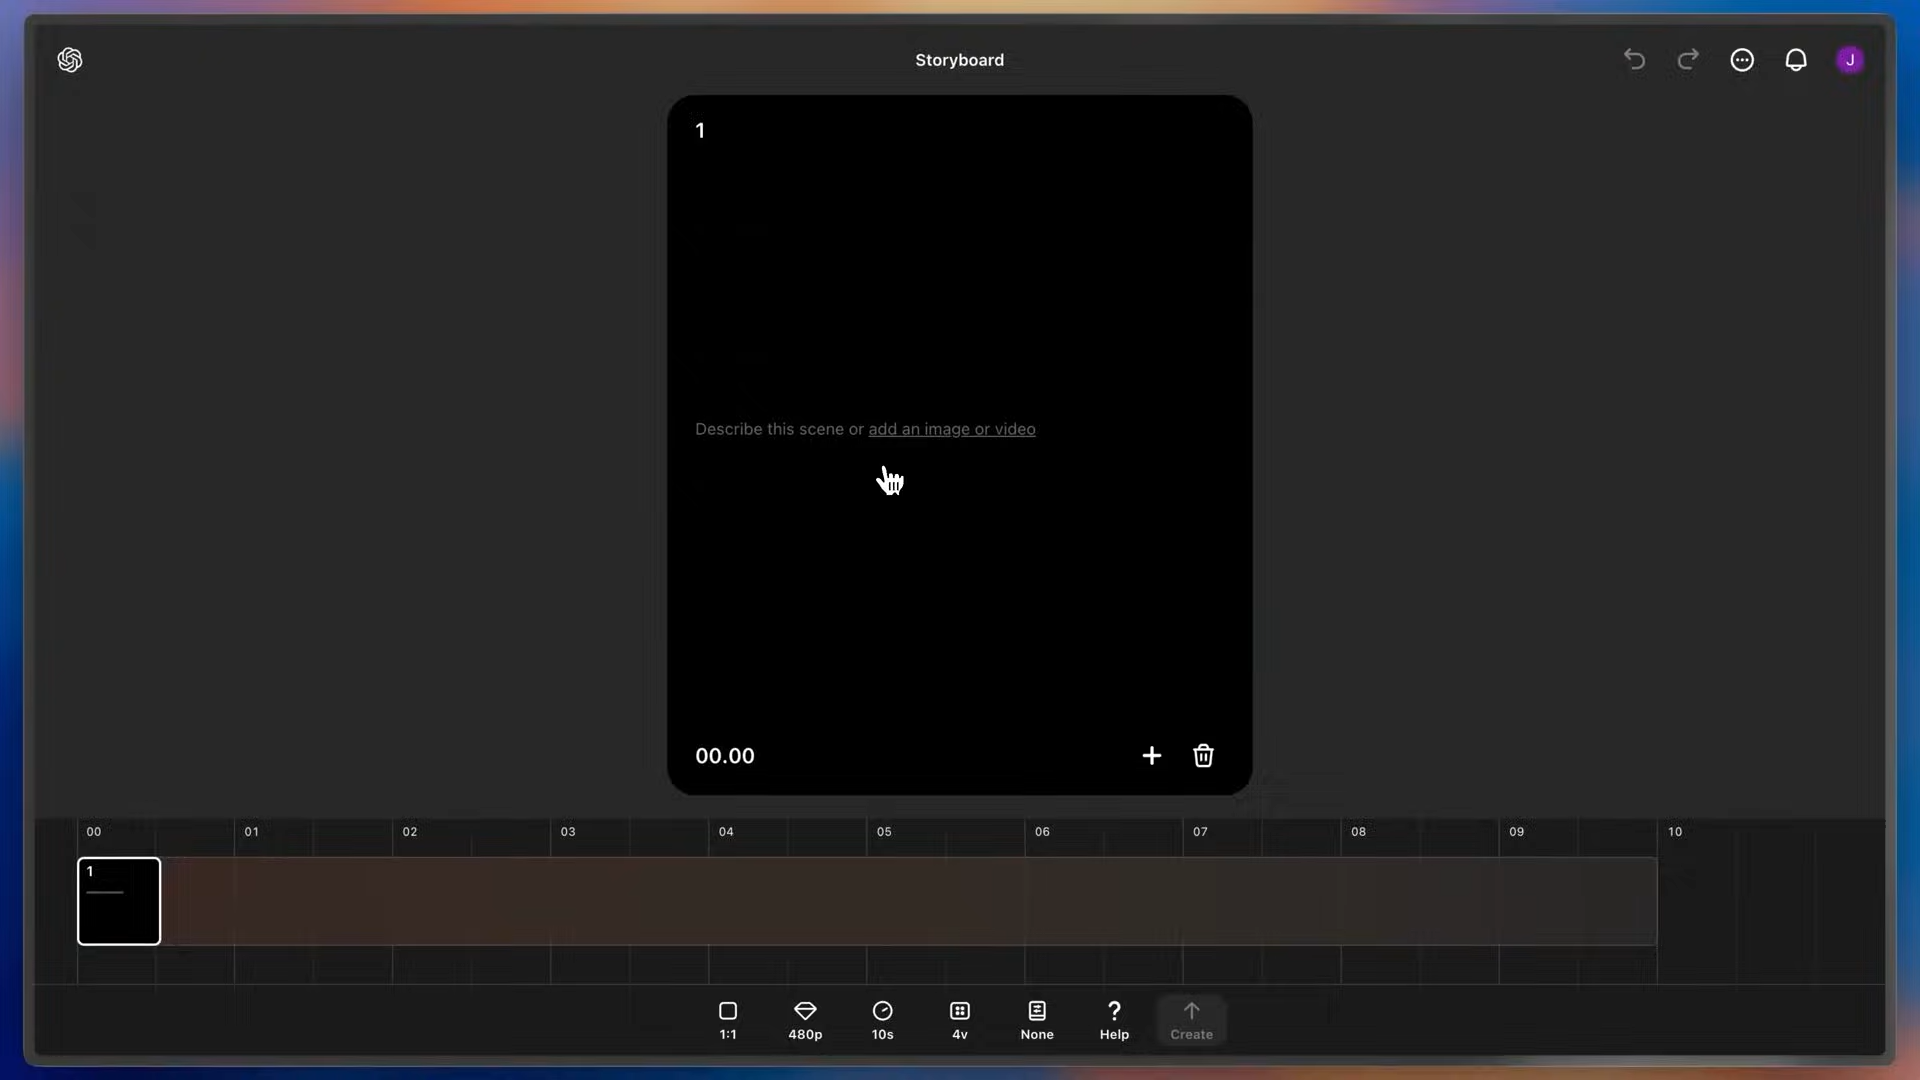 Storyboard
J
1
Describe this scene or add an image or video
00.00
00 01 02 03 04 05 06 07 08 09 10
1
1:1 480p 10s 4v None Help Create